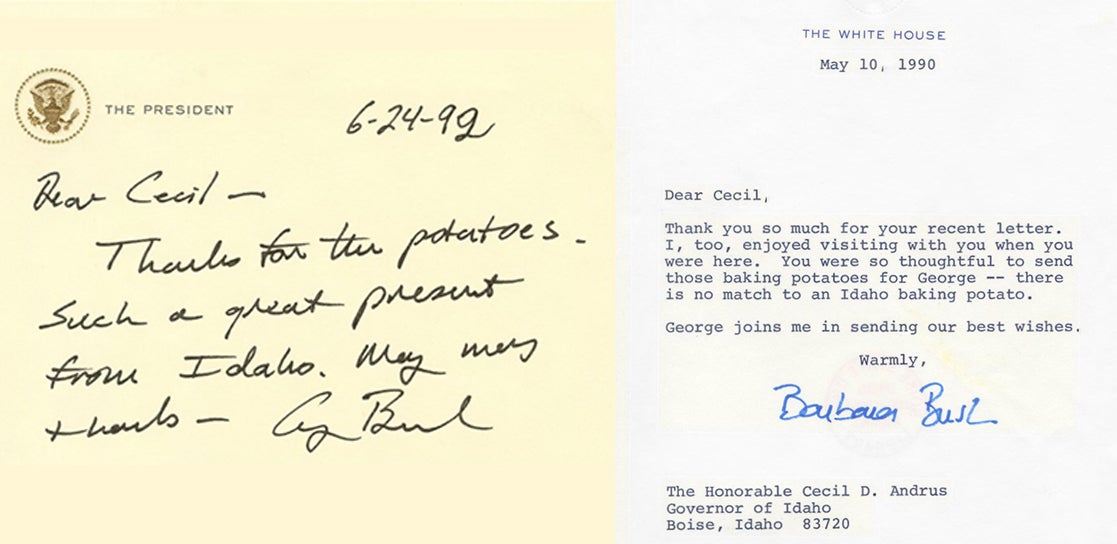 THE PRESIDENT
6-24-92
Dear Cecil —
Thanks for the potatoes.
Such a great present
from Idaho. Many many
thanks — Bush
THE WHITE HOUSE
May 10, 1990
Dear Cecil,
Thank you so much for your recent letter.
I, too, enjoyed visiting with you when you
were here.  You were so thoughtful to send
those baking potatoes for George -- there
is no match to an Idaho baking potato.
George joins me in sending our best wishes.
Warmly,
Barbara Bush
The Honorable Cecil D. Andrus
Governor of Idaho
Boise, Idaho  83720